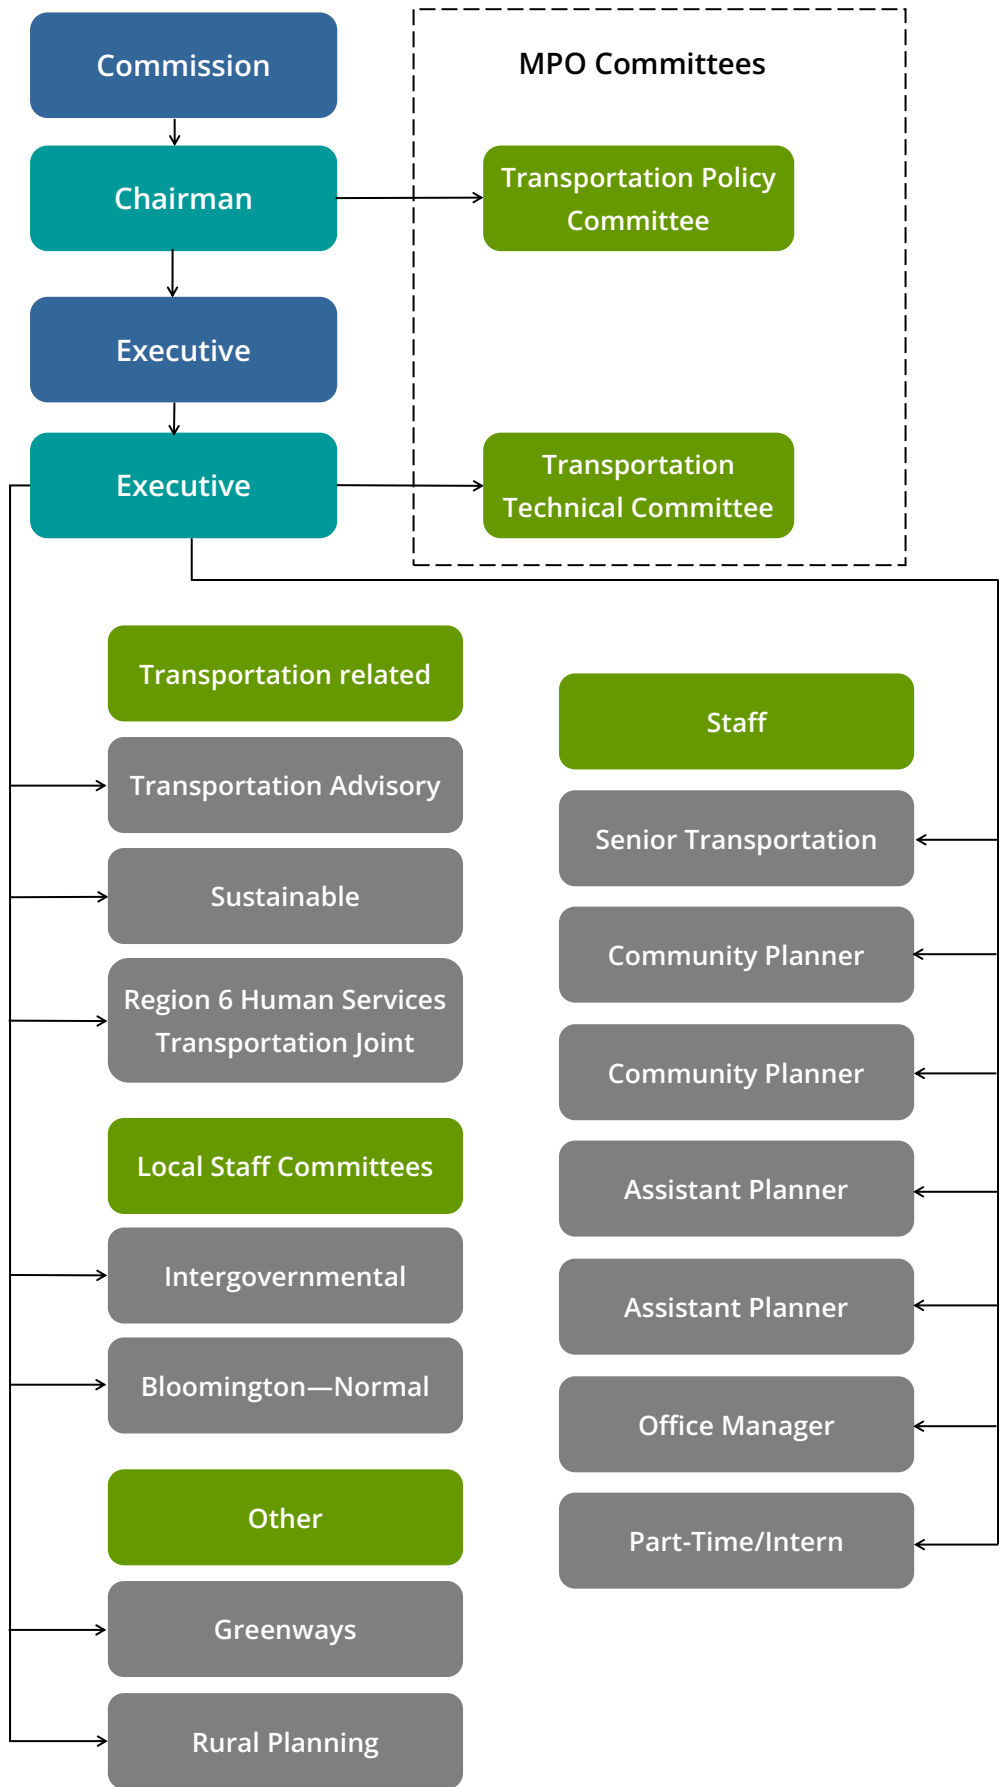 Commission
MPO Committees
Chairman
Transportation Policy
Committee
Executive
Executive
Transportation
Technical Committee
Transportation related
Transportation Advisory
Sustainable
Region 6 Human Services
Transportation Joint
Local Staff Committees
Intergovernmental
Bloomington—Normal
Other
Greenways
Rural Planning
Staff
Senior Transportation
Community Planner
Community Planner
Assistant Planner
Assistant Planner
Office Manager
Part-Time/Intern